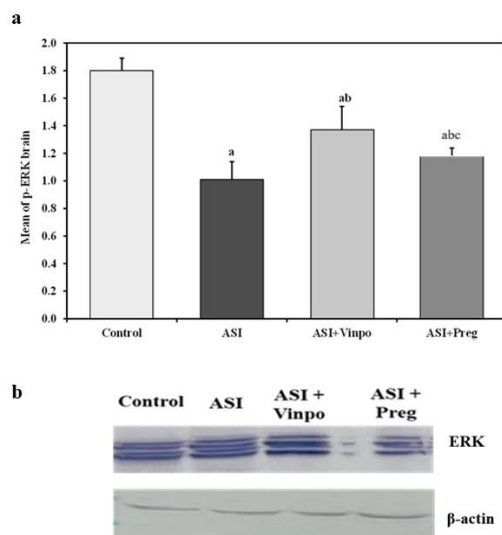 a
Mean of p-ERK brain
2.0
1.8
1.6
1.4
1.2
1.0
0.8
0.6
0.4
0.2
0.0
a
ab
abc
Control ASI ASI+Vinpo ASI+Preg
b
Control ASI ASI + Vinpo ASI + Preg
ERK
β-actin